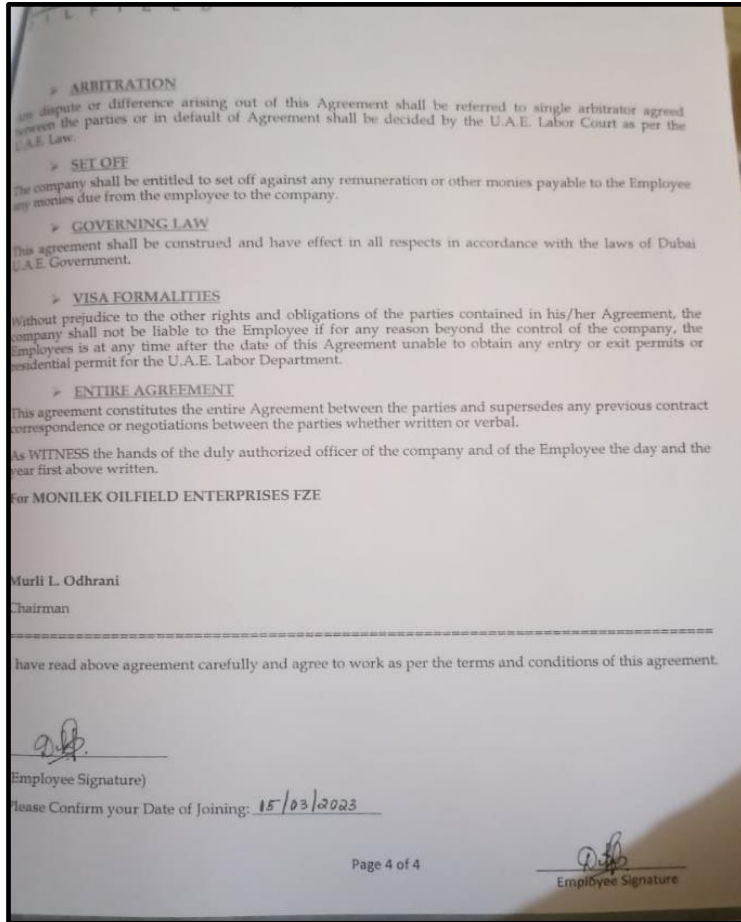 I L F I E L D
➢ ARBITRATION
Any dispute or difference arising out of this Agreement shall be referred to single arbitrator agreed
between the parties or in default of Agreement shall be decided by the U.A.E. Labor Court as per the
U.A.E. Law.
➢ SET OFF
The company shall be entitled to set off against any remuneration or other monies payable to the Employee
any monies due from the employee to the company.
➢ GOVERNING LAW
This agreement shall be construed and have effect in all respects in accordance with the laws of Dubai
U.A.E. Government.
➢ VISA FORMALITIES
Without prejudice to the other rights and obligations of the parties contained in his/her Agreement, the
company shall not be liable to the Employee if for any reason beyond the control of the company, the
Employees is at any time after the date of this Agreement unable to obtain any entry or exit permits or
residential permit for the U.A.E. Labor Department.
➢ ENTIRE AGREEMENT
This agreement constitutes the entire Agreement between the parties and supersedes any previous contract
correspondence or negotiations between the parties whether written or verbal.
As WITNESS the hands of the duly authorized officer of the company and of the Employee the day and the
year first above written.
For MONILEK OILFIELD ENTERPRISES FZE
Murli L. Odhrani
Chairman
have read above agreement carefully and agree to work as per the terms and conditions of this agreement.
Employee Signature)
Please Confirm your Date of Joining: 15/03/2023
Page 4 of 4
Employee Signature